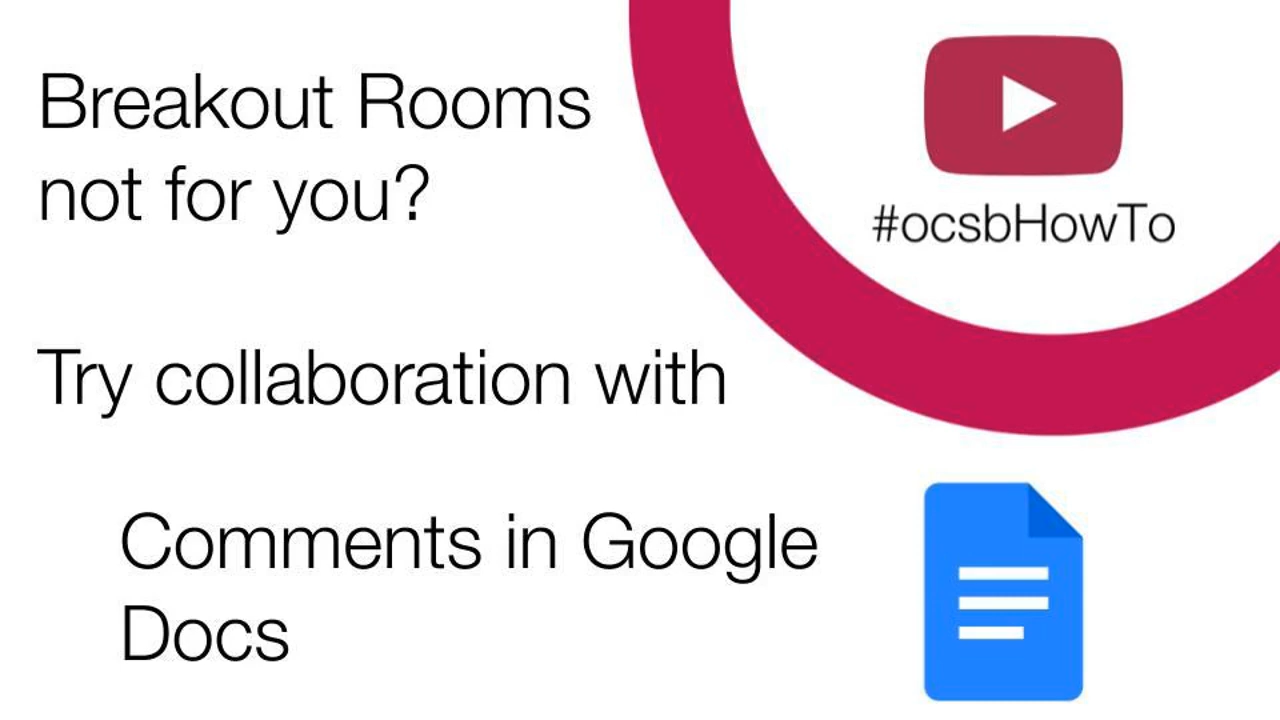 Breakout Rooms
not for you?
#ocsbHowTo
Try collaboration with
Comments in Google
Docs